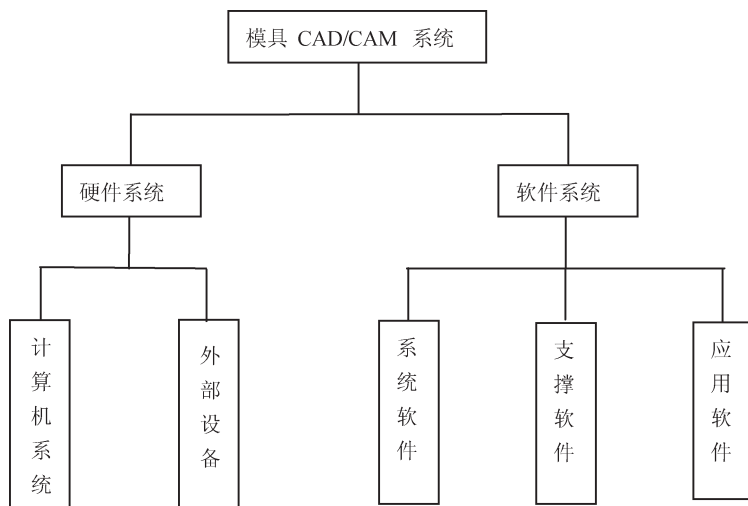 模具 CAD/CAM 系统
硬件系统
软件系统
计算机系统
外部设备
系统软件
支撑软件
应用软件